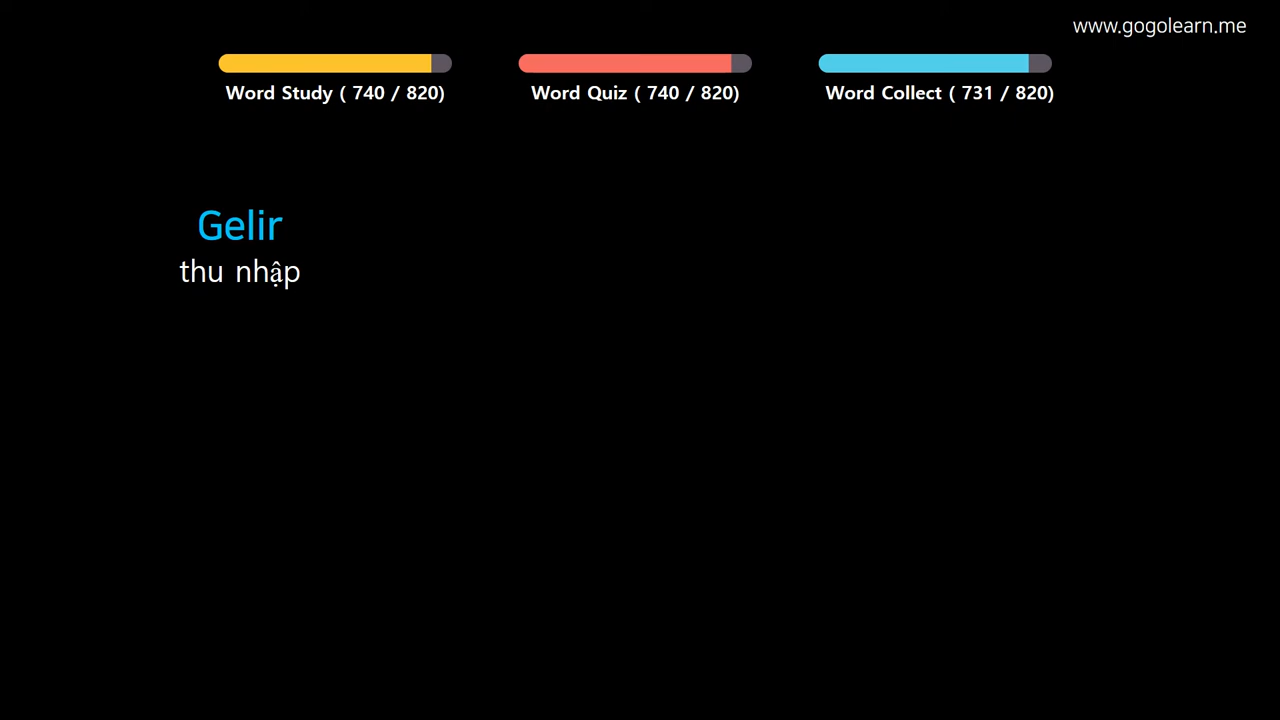 www.gogolearn.me
Word Study ( 740 / 820)
Word Quiz ( 740 / 820)
Word Collect ( 731 / 820)
Gelir
thu nhập